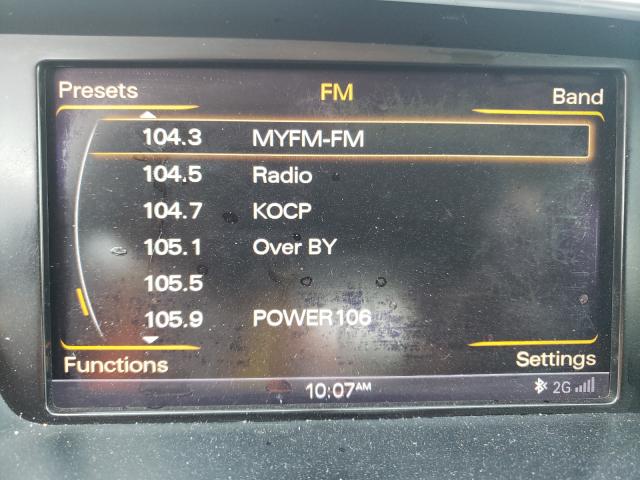 Presets FM Band
104.3 MYFM-FM
104.5 Radio
104.7 KOCP
105.1 Over BY
105.5
105.9 POWER106
Functions Settings
10:07AM 2G